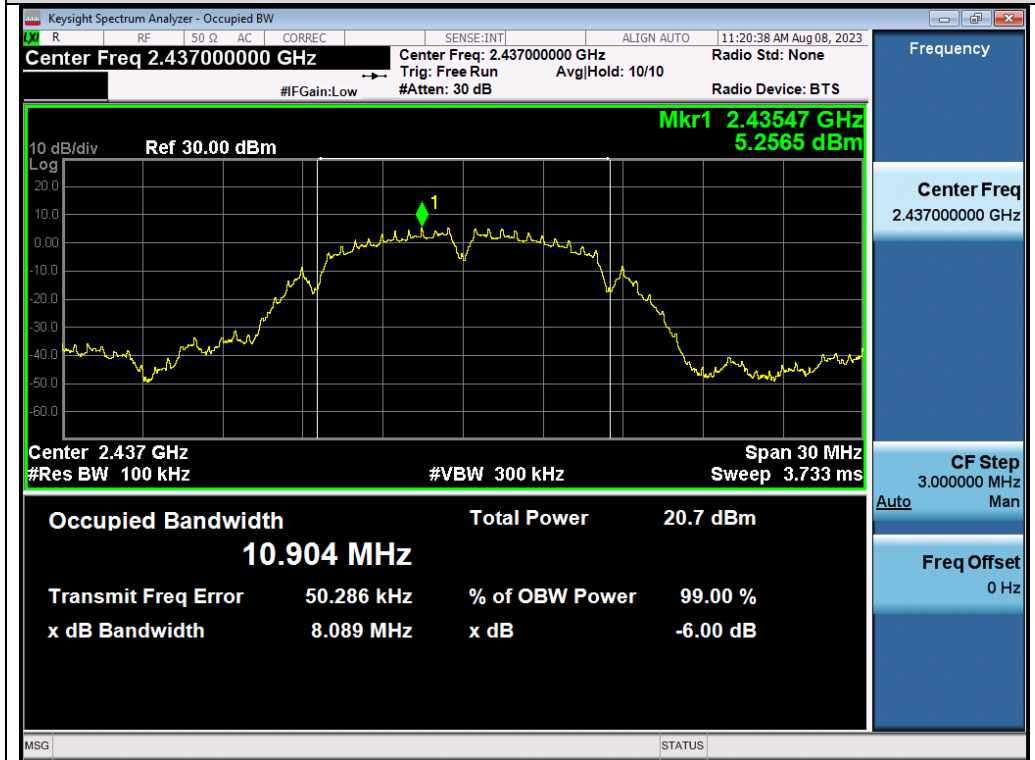 Keysight Spectrum Analyzer - Occupied BW
LXI R RF 50 Ω AC CORREC SENSE:INT ALIGN AUTO 11:20:38 AM Aug 08, 2023
Center Freq 2.437000000 GHz
Center Freq: 2.437000000 GHz Radio Std: None
Trig: Free Run Avg|Hold: 10/10
#IFGain:Low #Atten: 30 dB Radio Device: BTS
Mkr1 2.43547 GHz
5.2565 dBm
10 dB/div Ref 30.00 dBm
Log
20.0
10.0
1
0.00
-10.0
-20.0
-30.0
-40.0
-50.0
-60.0
Center 2.437 GHz Span 30 MHz
#Res BW 100 kHz #VBW 300 kHz Sweep 3.733 ms
Occupied Bandwidth Total Power 20.7 dBm
10.904 MHz
Transmit Freq Error 50.286 kHz % of OBW Power 99.00 %
x dB Bandwidth 8.089 MHz x dB -6.00 dB
Frequency
Center Freq
2.437000000 GHz
CF Step
3.000000 MHz
Auto Man
Freq Offset
0 Hz
MSG STATUS